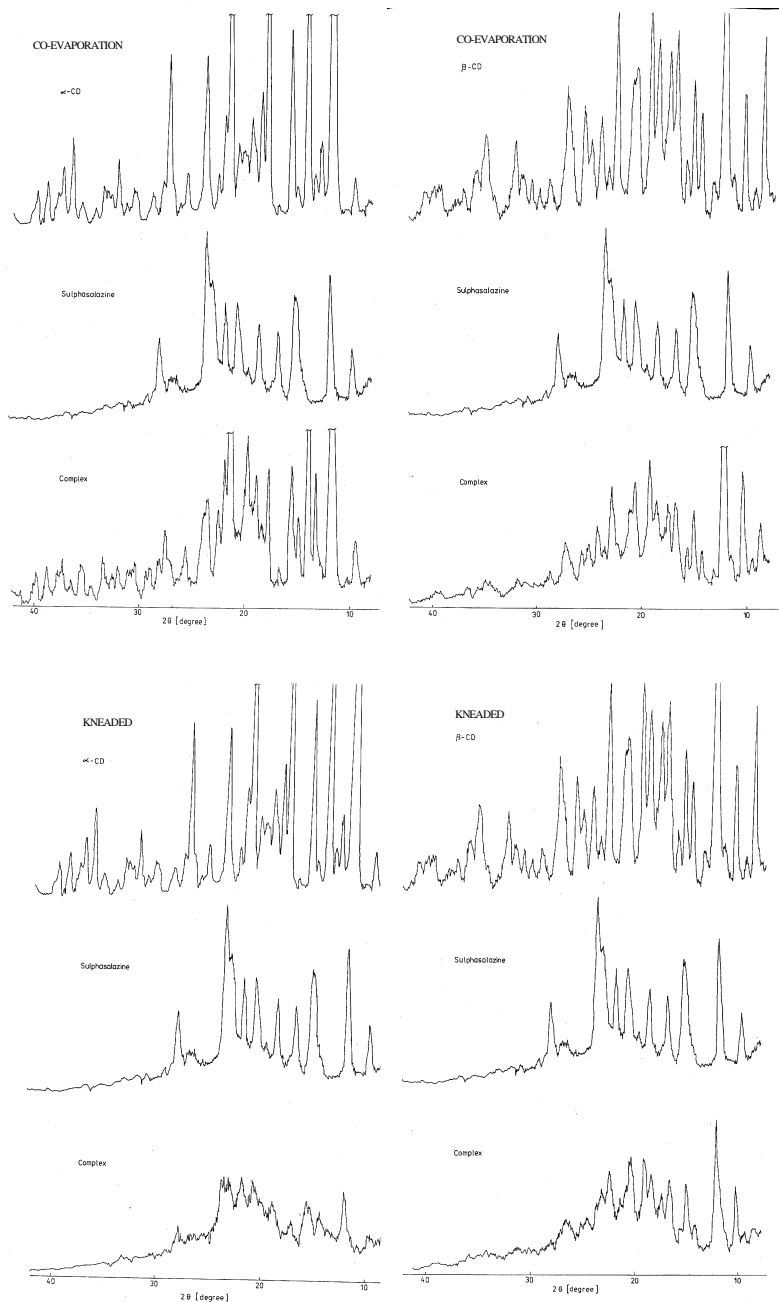 CO-EVAPORATION
α-CD
Sulphasalazine
Complex
40 30 20 10
2θ [degree]
CO-EVAPORATION
β-CD
Sulphasalazine
Complex
40 30 20 10
2θ [degree]
KNEADED
α-CD
Sulphasalazine
Complex
40 30 20 10
2θ [degree]
KNEADED
β-CD
Sulphasalazine
Complex
40 30 20 10
2θ [degree]